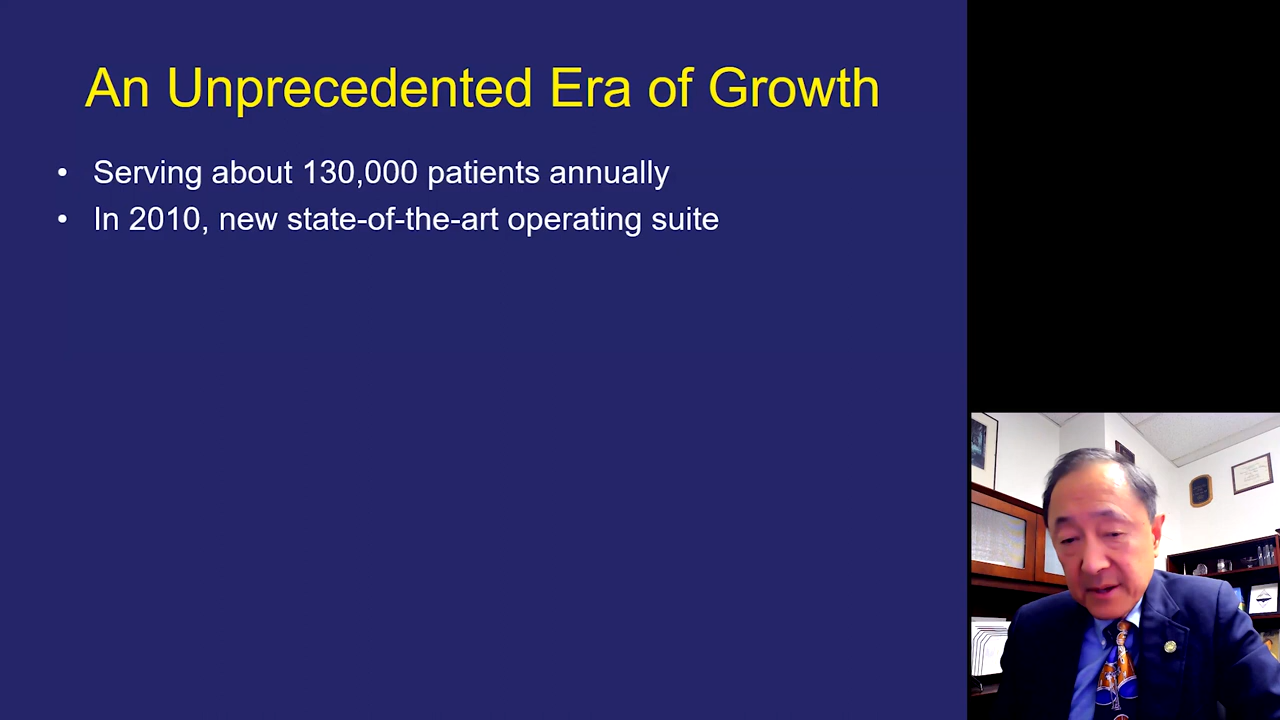 An Unprecedented Era of Growth
• Serving about 130,000 patients annually
• In 2010, new state-of-the-art operating suite